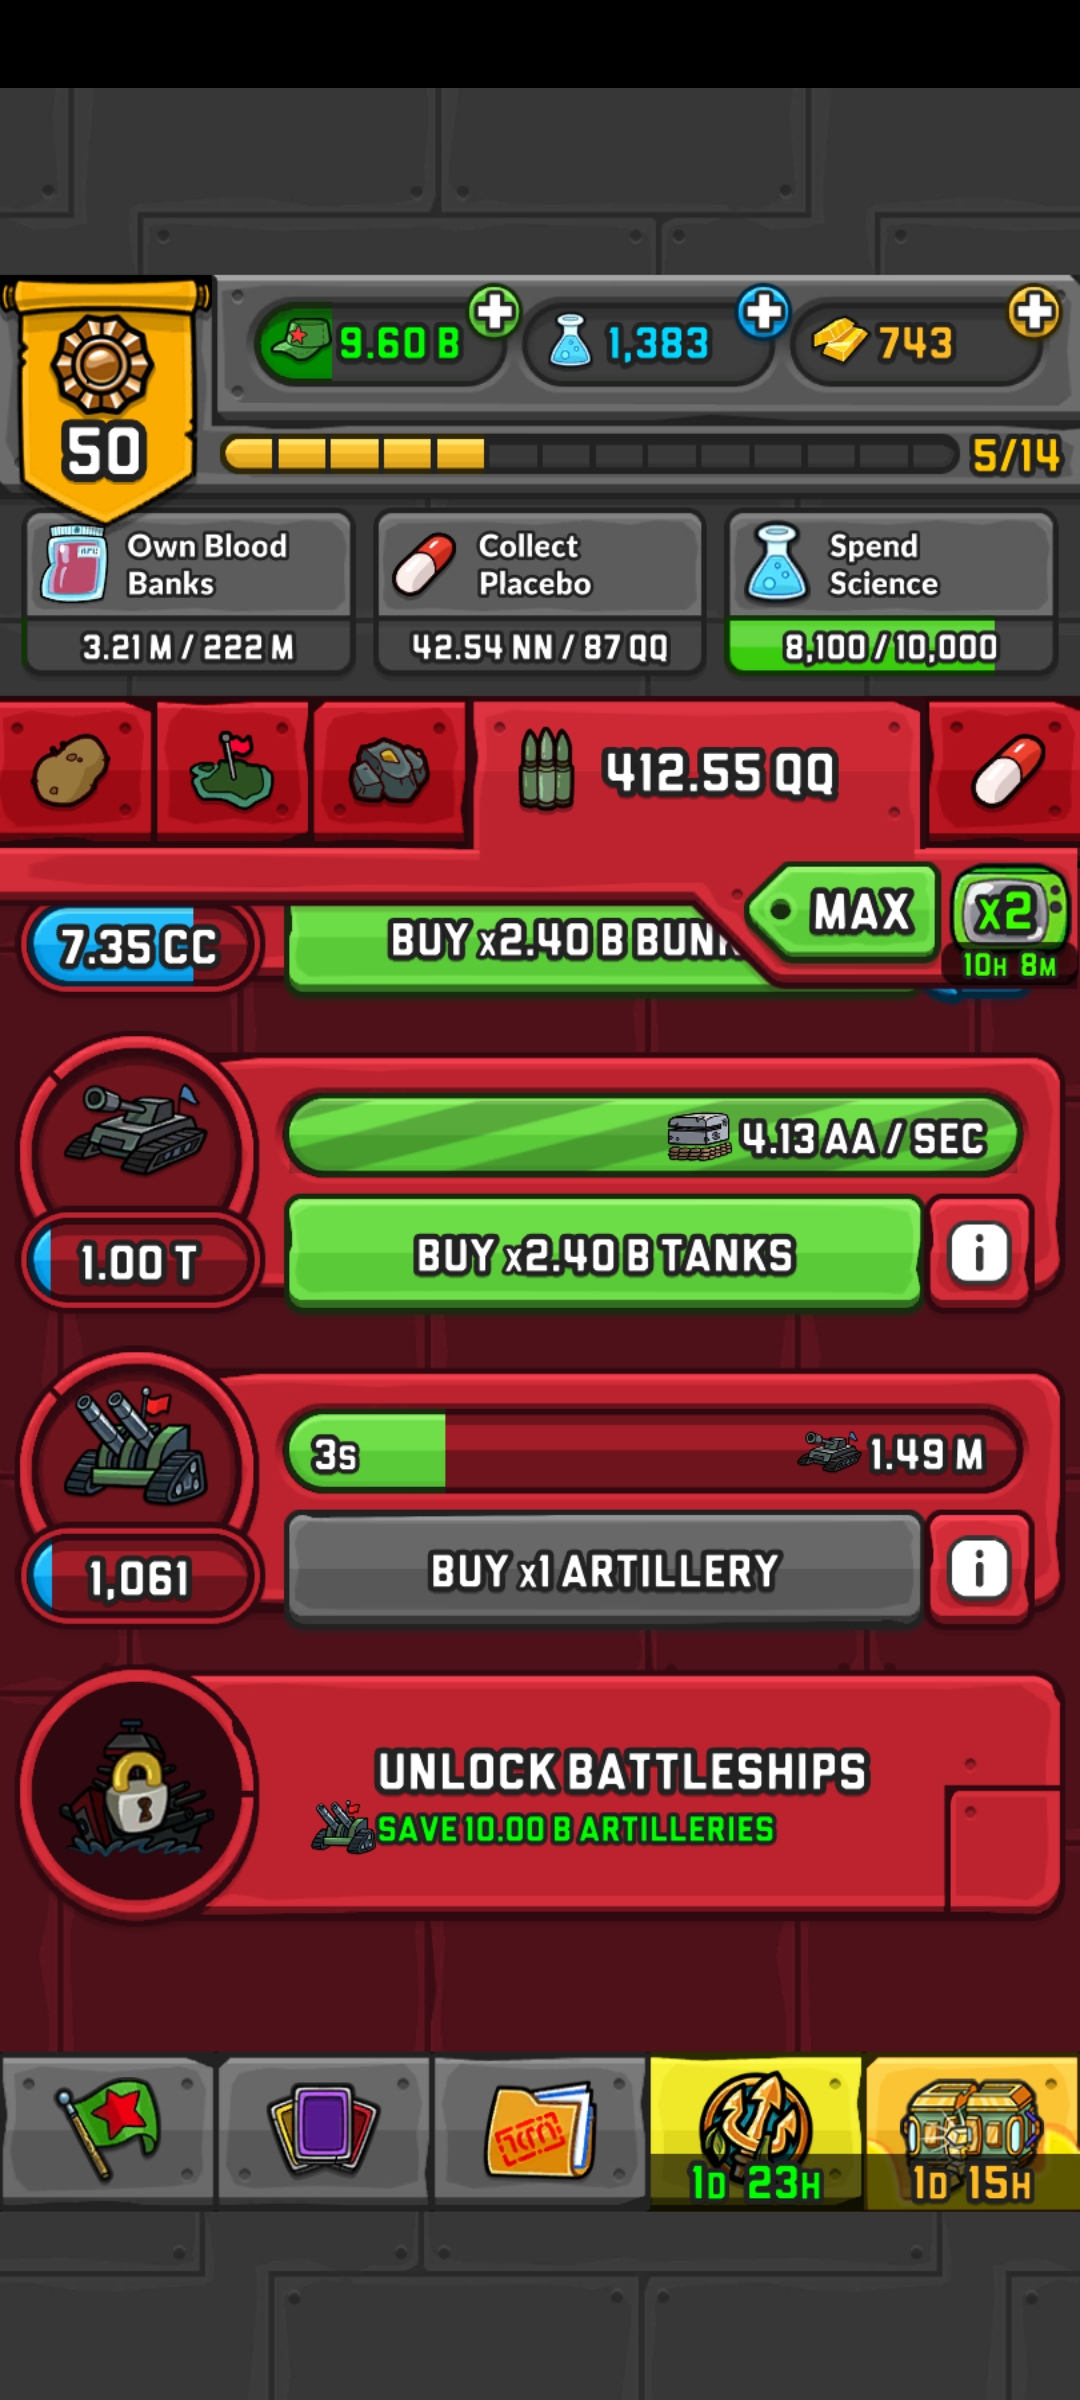 9.60 B
1,383
743
50
5/14
Own Blood
Banks
3.21 M / 222 M
Collect
Placebo
42.54 NN / 87 QQ
Spend
Science
8,100 / 10,000
412.55 QQ
MAX
x2
10H 8M
7.35 CC
BUY x2.40 B
4.13 AA / SEC
1.00 T
BUY x2.40 B TANKS
i
3s
1.49 M
1,061
BUY x1 ARTILLERY
i
UNLOCK BATTLESHIPS
SAVE 10.00 B ARTILLERIES
1D 23H
1D 15H